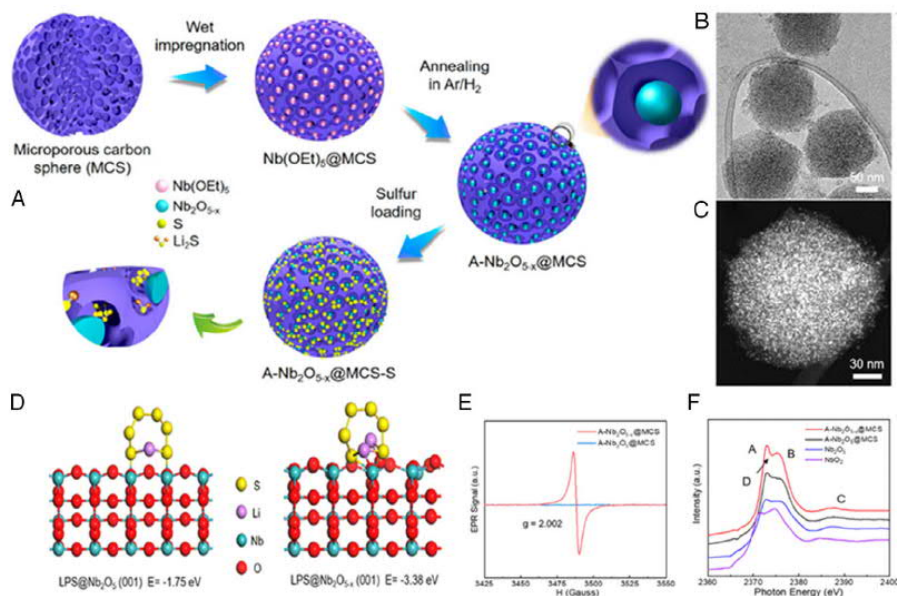 Wet
impregnation
Microporous carbon
sphere (MCS)
Nb(OEt)₅@MCS
Annealing
in Ar/H₂
A-Nb₂O₅₋ₓ@MCS
Sulfur
loading
A-Nb₂O₅₋ₓ@MCS-S
A
Nb(OEt)₅
Nb₂O₅₋ₓ
S
Li₂S
B
50 nm
C
30 nm
D
S
Li
Nb
O
LPS@Nb₂O₅ (001) E= -1.75 eV
LPS@Nb₂O₅₋ₓ (001) E= -3.38 eV
E
EPR Signal (a.u.)
A-Nb₂O₅₋ₓ@MCS
A-Nb₂O₅@MCS
g = 2.002
3425 3450 3475 3500 3525 3550
H (Gauss)
F
Intensity (a.u.)
A-Nb₂O₅₋ₓ@MCS
A-Nb₂O₅@MCS
Nb₂O₅
NbO₂
A
B
D
C
2360 2370 2380 2390 2400
Photon Energy (eV)